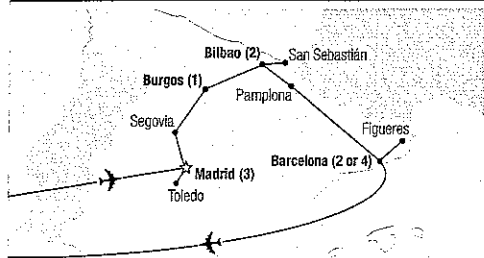 Bilbao (2)
San Sebastián
Burgos (1)
Pamplona
Segovia
Figueres
Barcelona (2 or 4)
Madrid (3)
Toledo